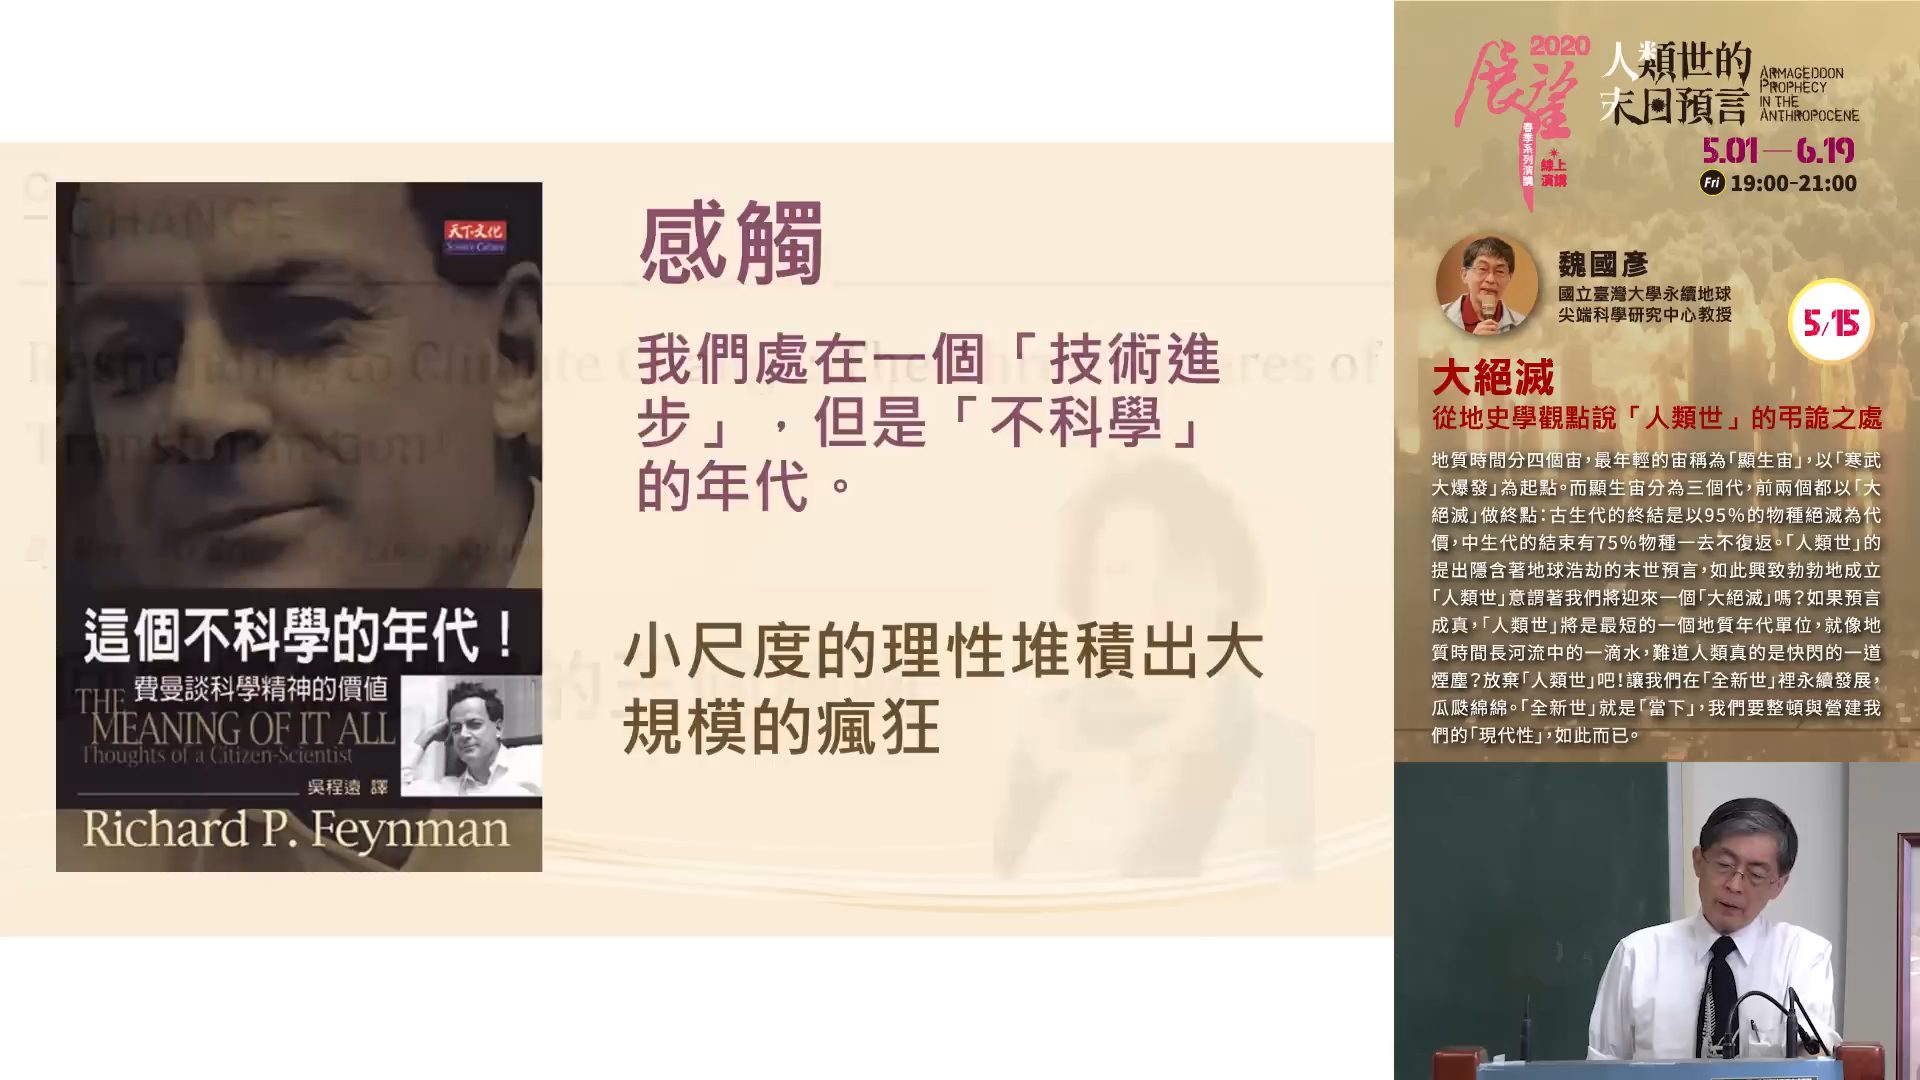 天下文化
Science Culture
這個不科學的年代！
費曼談科學精神的價值
THE
MEANING OF IT ALL
Thoughts of a Citizen-Scientist
吳程遠 譯
Richard P. Feynman
感觸
我們處在一個「技術進
步」，但是「不科學」
的年代。
小尺度的理性堆積出大
規模的瘋狂
CHANGE
Responding to Climate Change: The Three Spheres of
Transformation
2020
展望
春季系列演講
線上
演講
人類世的
末日預言
ARMAGEDDON
PROPHECY
IN THE
ANTHROPOCENE
5.01—6.19
Fri 19:00-21:00
魏國彥
國立臺灣大學永續地球
尖端科學研究中心教授
5/15
大絕滅
從地史學觀點說「人類世」的弔詭之處
地質時間分四個宙，最年輕的宙稱為「顯生宙」，以「寒武
大爆發」為起點。而顯生宙分為三個代，前兩個都以「大
絕滅」做終點：古生代的終結是以95%的物種絕滅為代
價，中生代的結束有75%物種一去不復返。「人類世」的
提出隱含著地球浩劫的末世預言，如此興致勃勃地成立
「人類世」意謂著我們將迎來一個「大絕滅」嗎？如果預言
成真，「人類世」將是最短的一個地質年代單位，就像地
質時間長河流中的一滴水，難道人類真的是快閃的一道
煙塵？放棄「人類世」吧！讓我們在「全新世」裡永續發展，
瓜瓞綿綿。「全新世」就是「當下」，我們要整頓與營建我
們的「現代性」，如此而已。